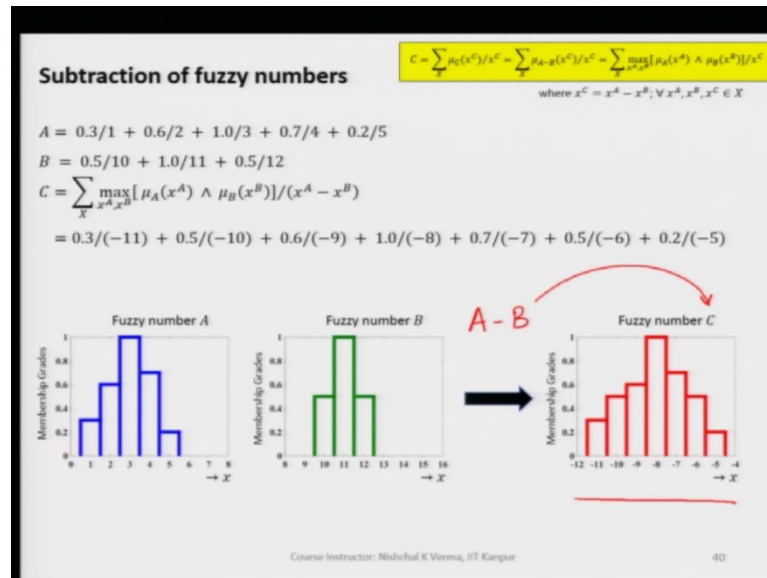 Subtraction of fuzzy numbers
C = ∑_X μ_C(x^C)/x^C = ∑_X μ_{A−B}(x^C)/x^C = ∑_X max_{x^A,x^B}[μ_A(x^A) ∧ μ_B(x^B)]/x^C
where x^C = x^A − x^B; ∀ x^A, x^B, x^C ∈ X
A = 0.3/1 + 0.6/2 + 1.0/3 + 0.7/4 + 0.2/5
B = 0.5/10 + 1.0/11 + 0.5/12
C = ∑_X max_{x^A,x^B}[μ_A(x^A) ∧ μ_B(x^B)]/(x^A − x^B)
= 0.3/(−11) + 0.5/(−10) + 0.6/(−9) + 1.0/(−8) + 0.7/(−7) + 0.5/(−6) + 0.2/(−5)
Fuzzy number A
Membership Grades
1
0.8
0.6
0.4
0.2
0
0 1 2 3 4 5 6 7 8
→ x
Fuzzy number B
Membership Grades
1
0.8
0.6
0.4
0.2
0
8 9 10 11 12 13 14 15 16
→ x
A - B
Fuzzy number C
Membership Grades
1
0.8
0.6
0.4
0.2
0
-12 -11 -10 -9 -8 -7 -6 -5 -4
→ x
Course Instructor: Nishchal K Verma, IIT Kanpur
40